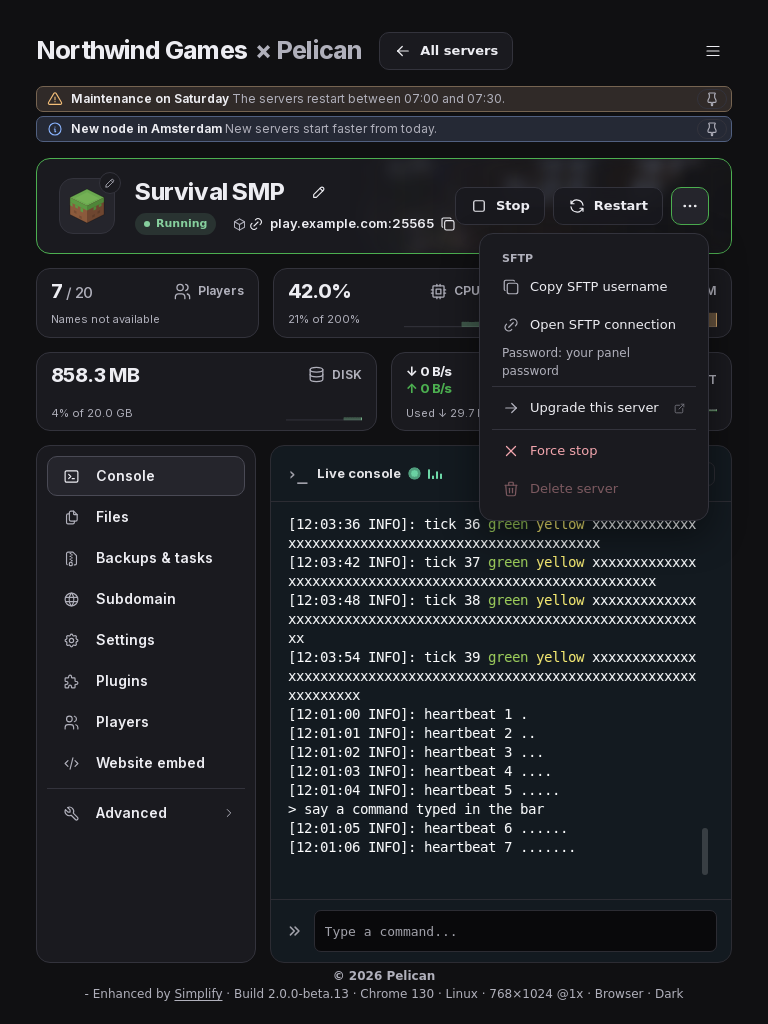 Northwind Games × Pelican
All servers
Maintenance on Saturday The servers restart between 07:00 and 07:30.
New node in Amsterdam New servers start faster from today.
Survival SMP
Running
play.example.com:25565
Stop
Restart
SFTP
Copy SFTP username
Open SFTP connection
Password: your panel
password
Upgrade this server
Force stop
Delete server
7 / 20
Players
Names not available
42.0%
CPU
21% of 200%
858.3 MB
DISK
4% of 20.0 GB
↓ 0 B/s
↑ 0 B/s
Used ↓ 29.7
Console
Files
Backups & tasks
Subdomain
Settings
Plugins
Players
Website embed
Advanced
Live console
[12:03:36 INFO]: tick 36 green yellow xxxxxxxxxxxxx
xxxxxxxxxxxxxxxxxxxxxxxxxxxxxxxxxxxxxxx
[12:03:42 INFO]: tick 37 green yellow xxxxxxxxxxxxx
xxxxxxxxxxxxxxxxxxxxxxxxxxxxxxxxxxxxxxxxxxxxxx
[12:03:48 INFO]: tick 38 green yellow xxxxxxxxxxxxx
xxxxxxxxxxxxxxxxxxxxxxxxxxxxxxxxxxxxxxxxxxxxxxxxxxx
xx
[12:03:54 INFO]: tick 39 green yellow xxxxxxxxxxxxx
xxxxxxxxxxxxxxxxxxxxxxxxxxxxxxxxxxxxxxxxxxxxxxxxxxx
xxxxxxxxx
[12:01:00 INFO]: heartbeat 1 .
[12:01:01 INFO]: heartbeat 2 ..
[12:01:02 INFO]: heartbeat 3 ...
[12:01:03 INFO]: heartbeat 4 ....
[12:01:04 INFO]: heartbeat 5 .....
> say a command typed in the bar
[12:01:05 INFO]: heartbeat 6 ......
[12:01:06 INFO]: heartbeat 7 .......
Type a command...
© 2026 Pelican
- Enhanced by Simplify · Build 2.0.0-beta.13 · Chrome 130 · Linux · 768×1024 @1x · Browser · Dark